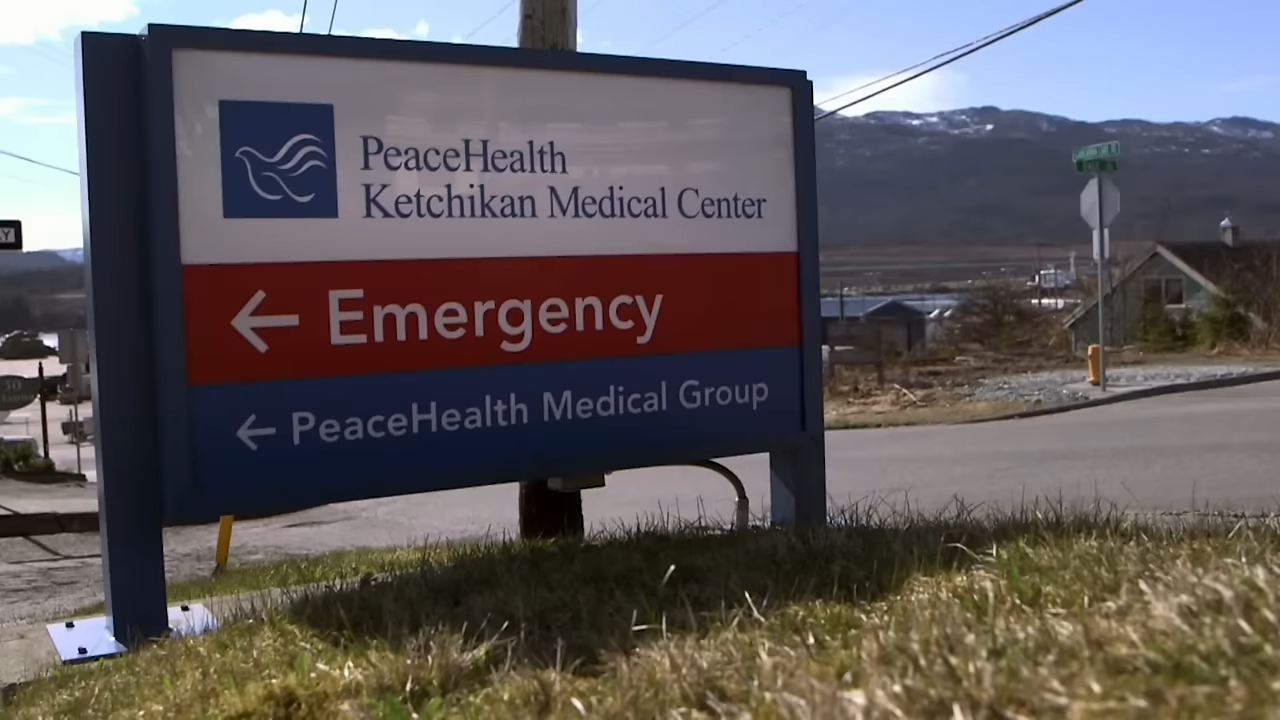 PeaceHealth
Ketchikan Medical Center
← Emergency
← PeaceHealth Medical Group